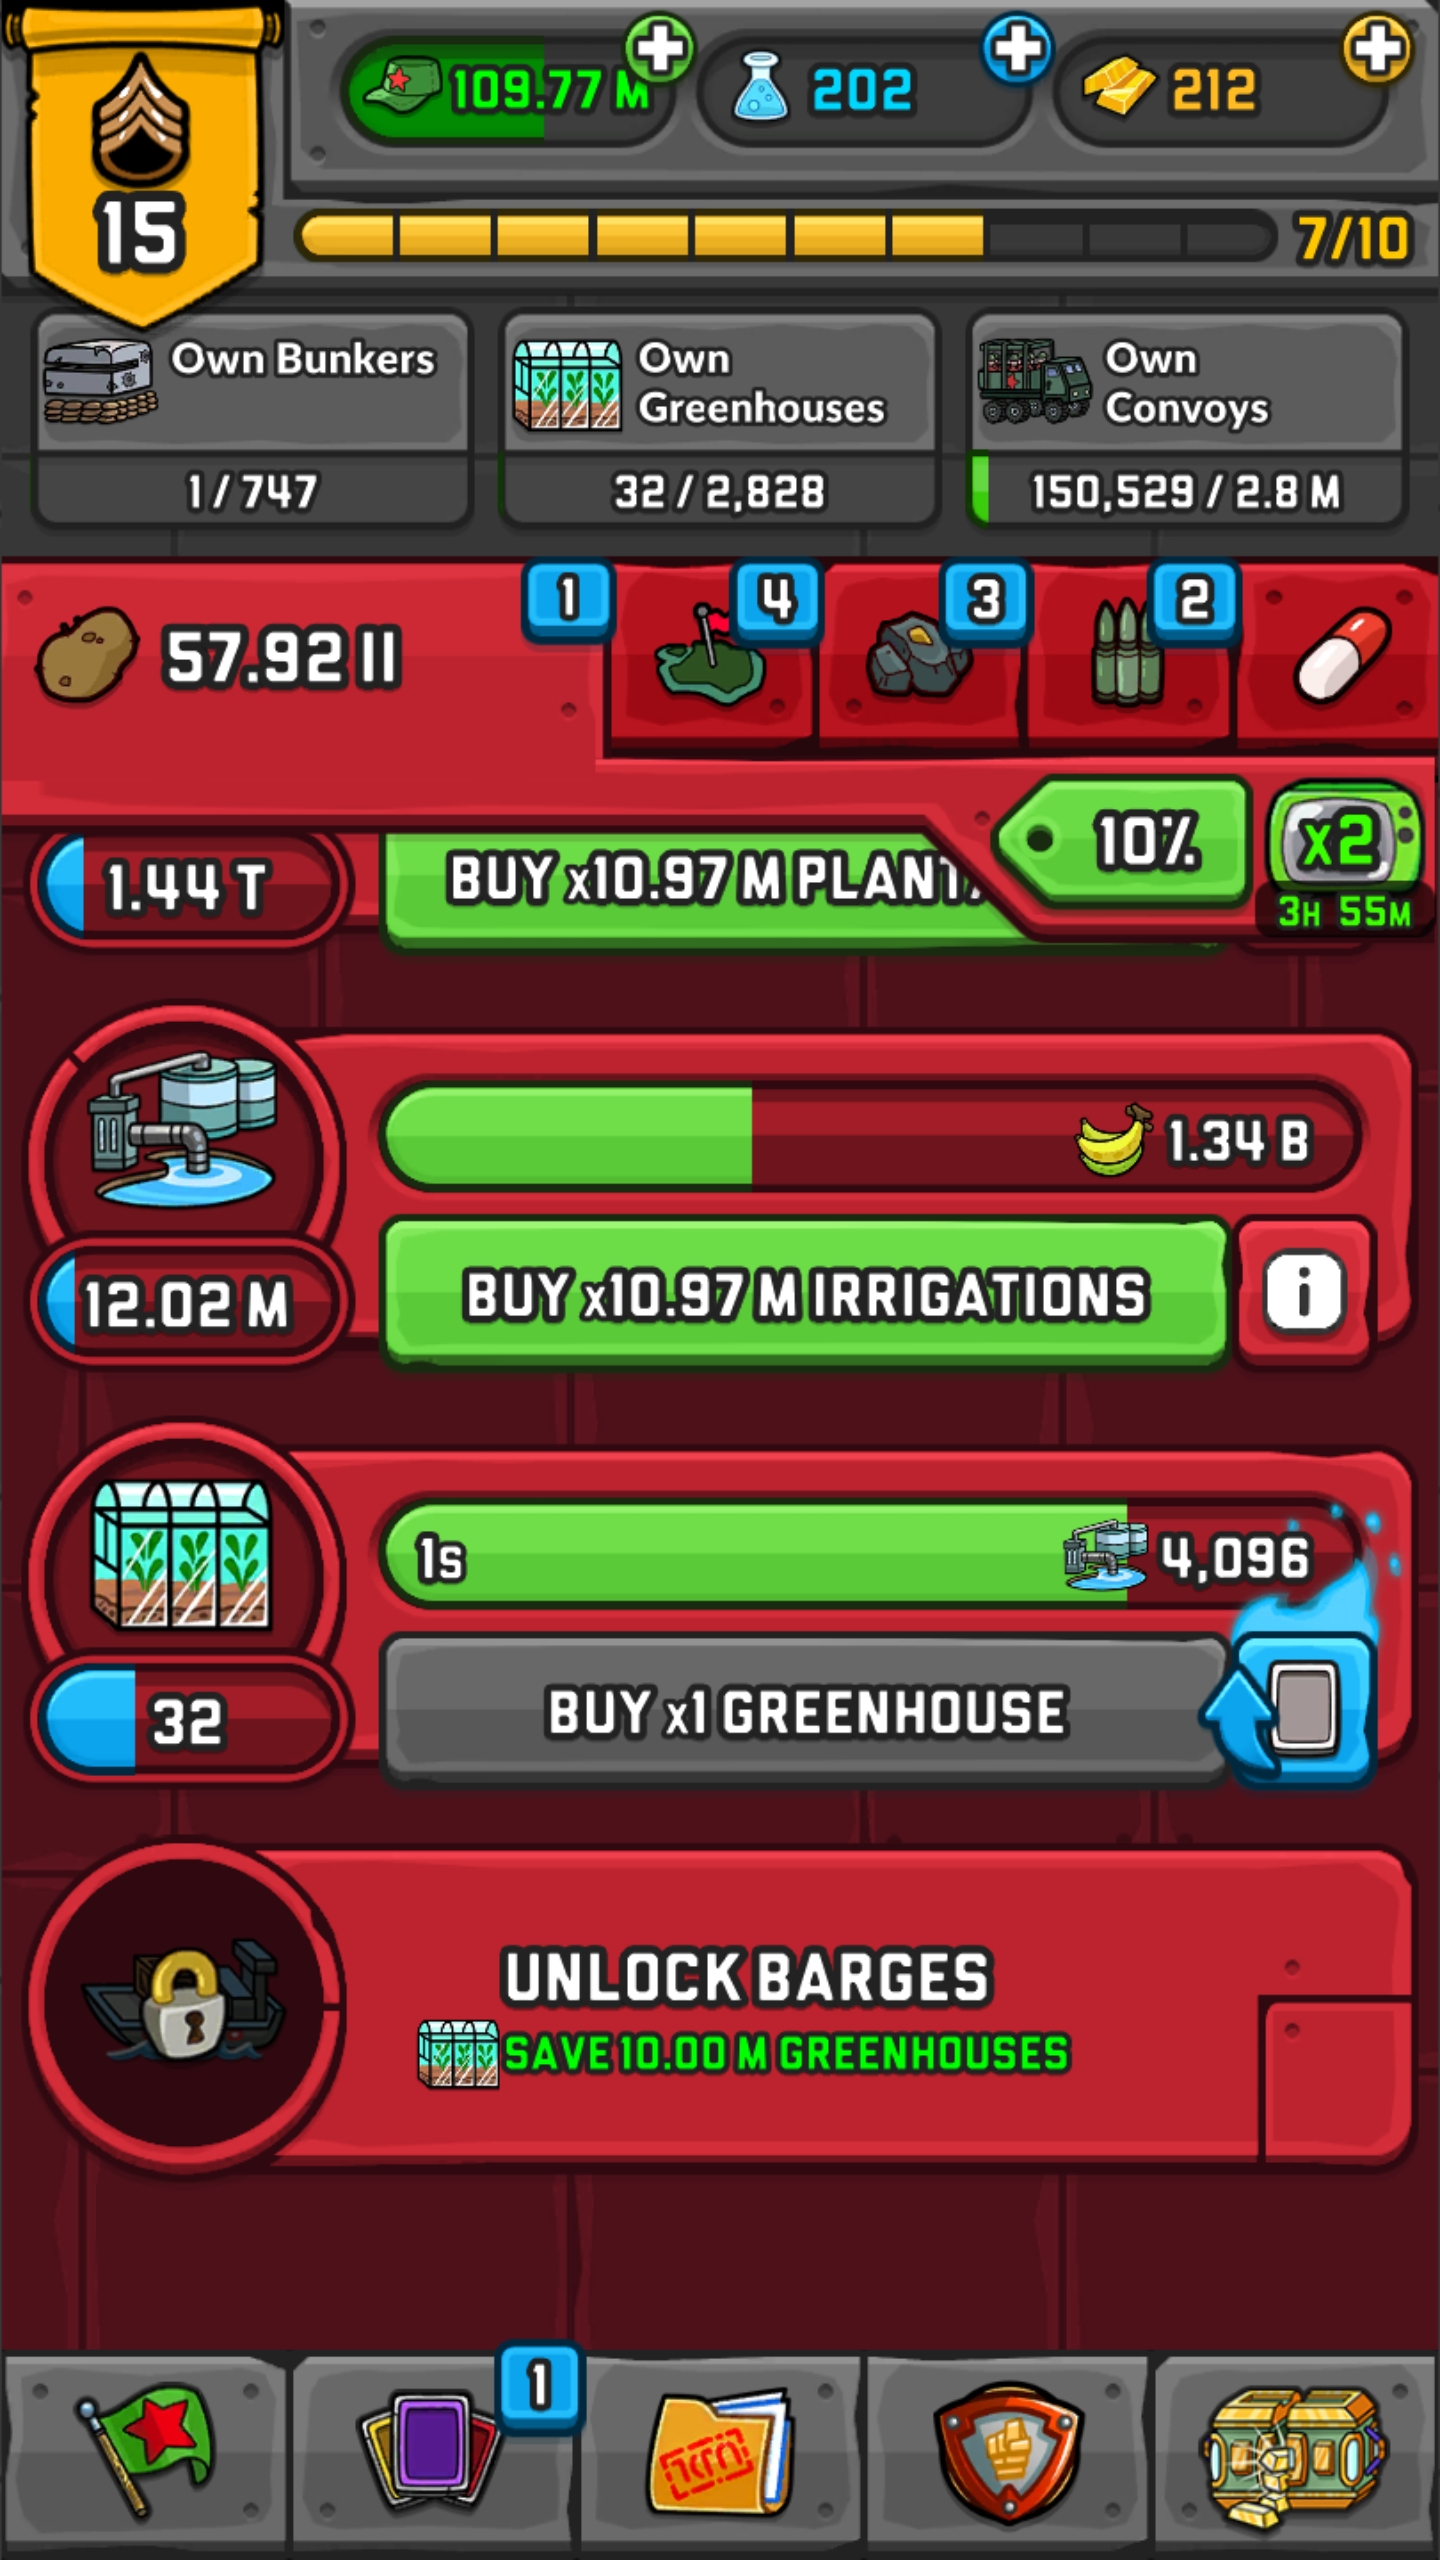 109.77 M
202
212
15
7/10
Own Bunkers
1 / 747
Own
Greenhouses
32 / 2,828
Own
Convoys
150,529 / 2.8 M
57.92 II
1
4
3
2
10%
x2
3H 55M
1.44 T
BUY x10.97 M
1.34 B
12.02 M
BUY x10.97 M IRRIGATIONS
i
1s
4,096
32
BUY x1 GREENHOUSE
UNLOCK BARGES
SAVE 10.00 M GREENHOUSES
1